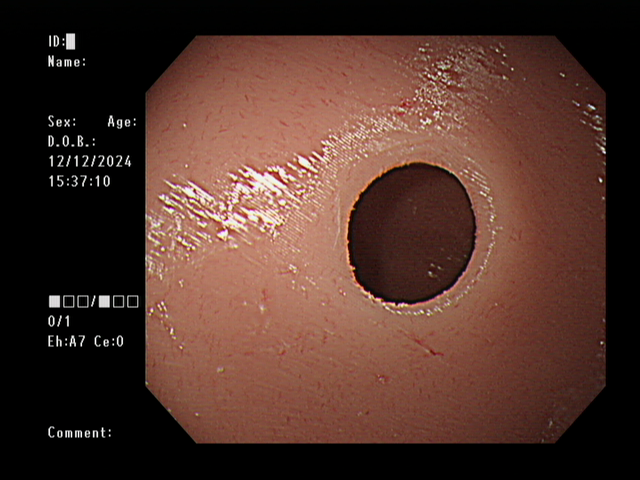 ID:
Name:
Sex: Age:
D.O.B.:
12/12/2024
15:37:10
■□□/■□□
0/1
Eh:A7 Ce:0
Comment: